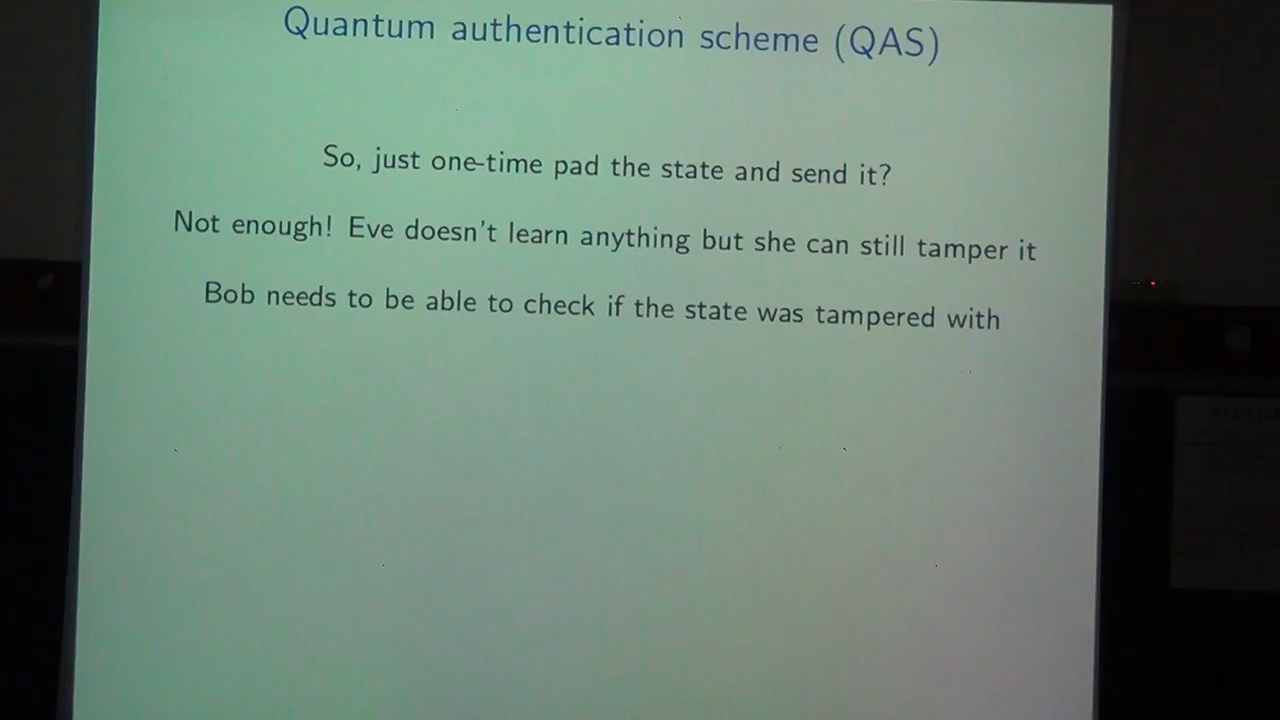 Quantum authentication scheme (QAS)
So, just one-time pad the state and send it?
Not enough! Eve doesn't learn anything but she can still tamper it
Bob needs to be able to check if the state was tampered with